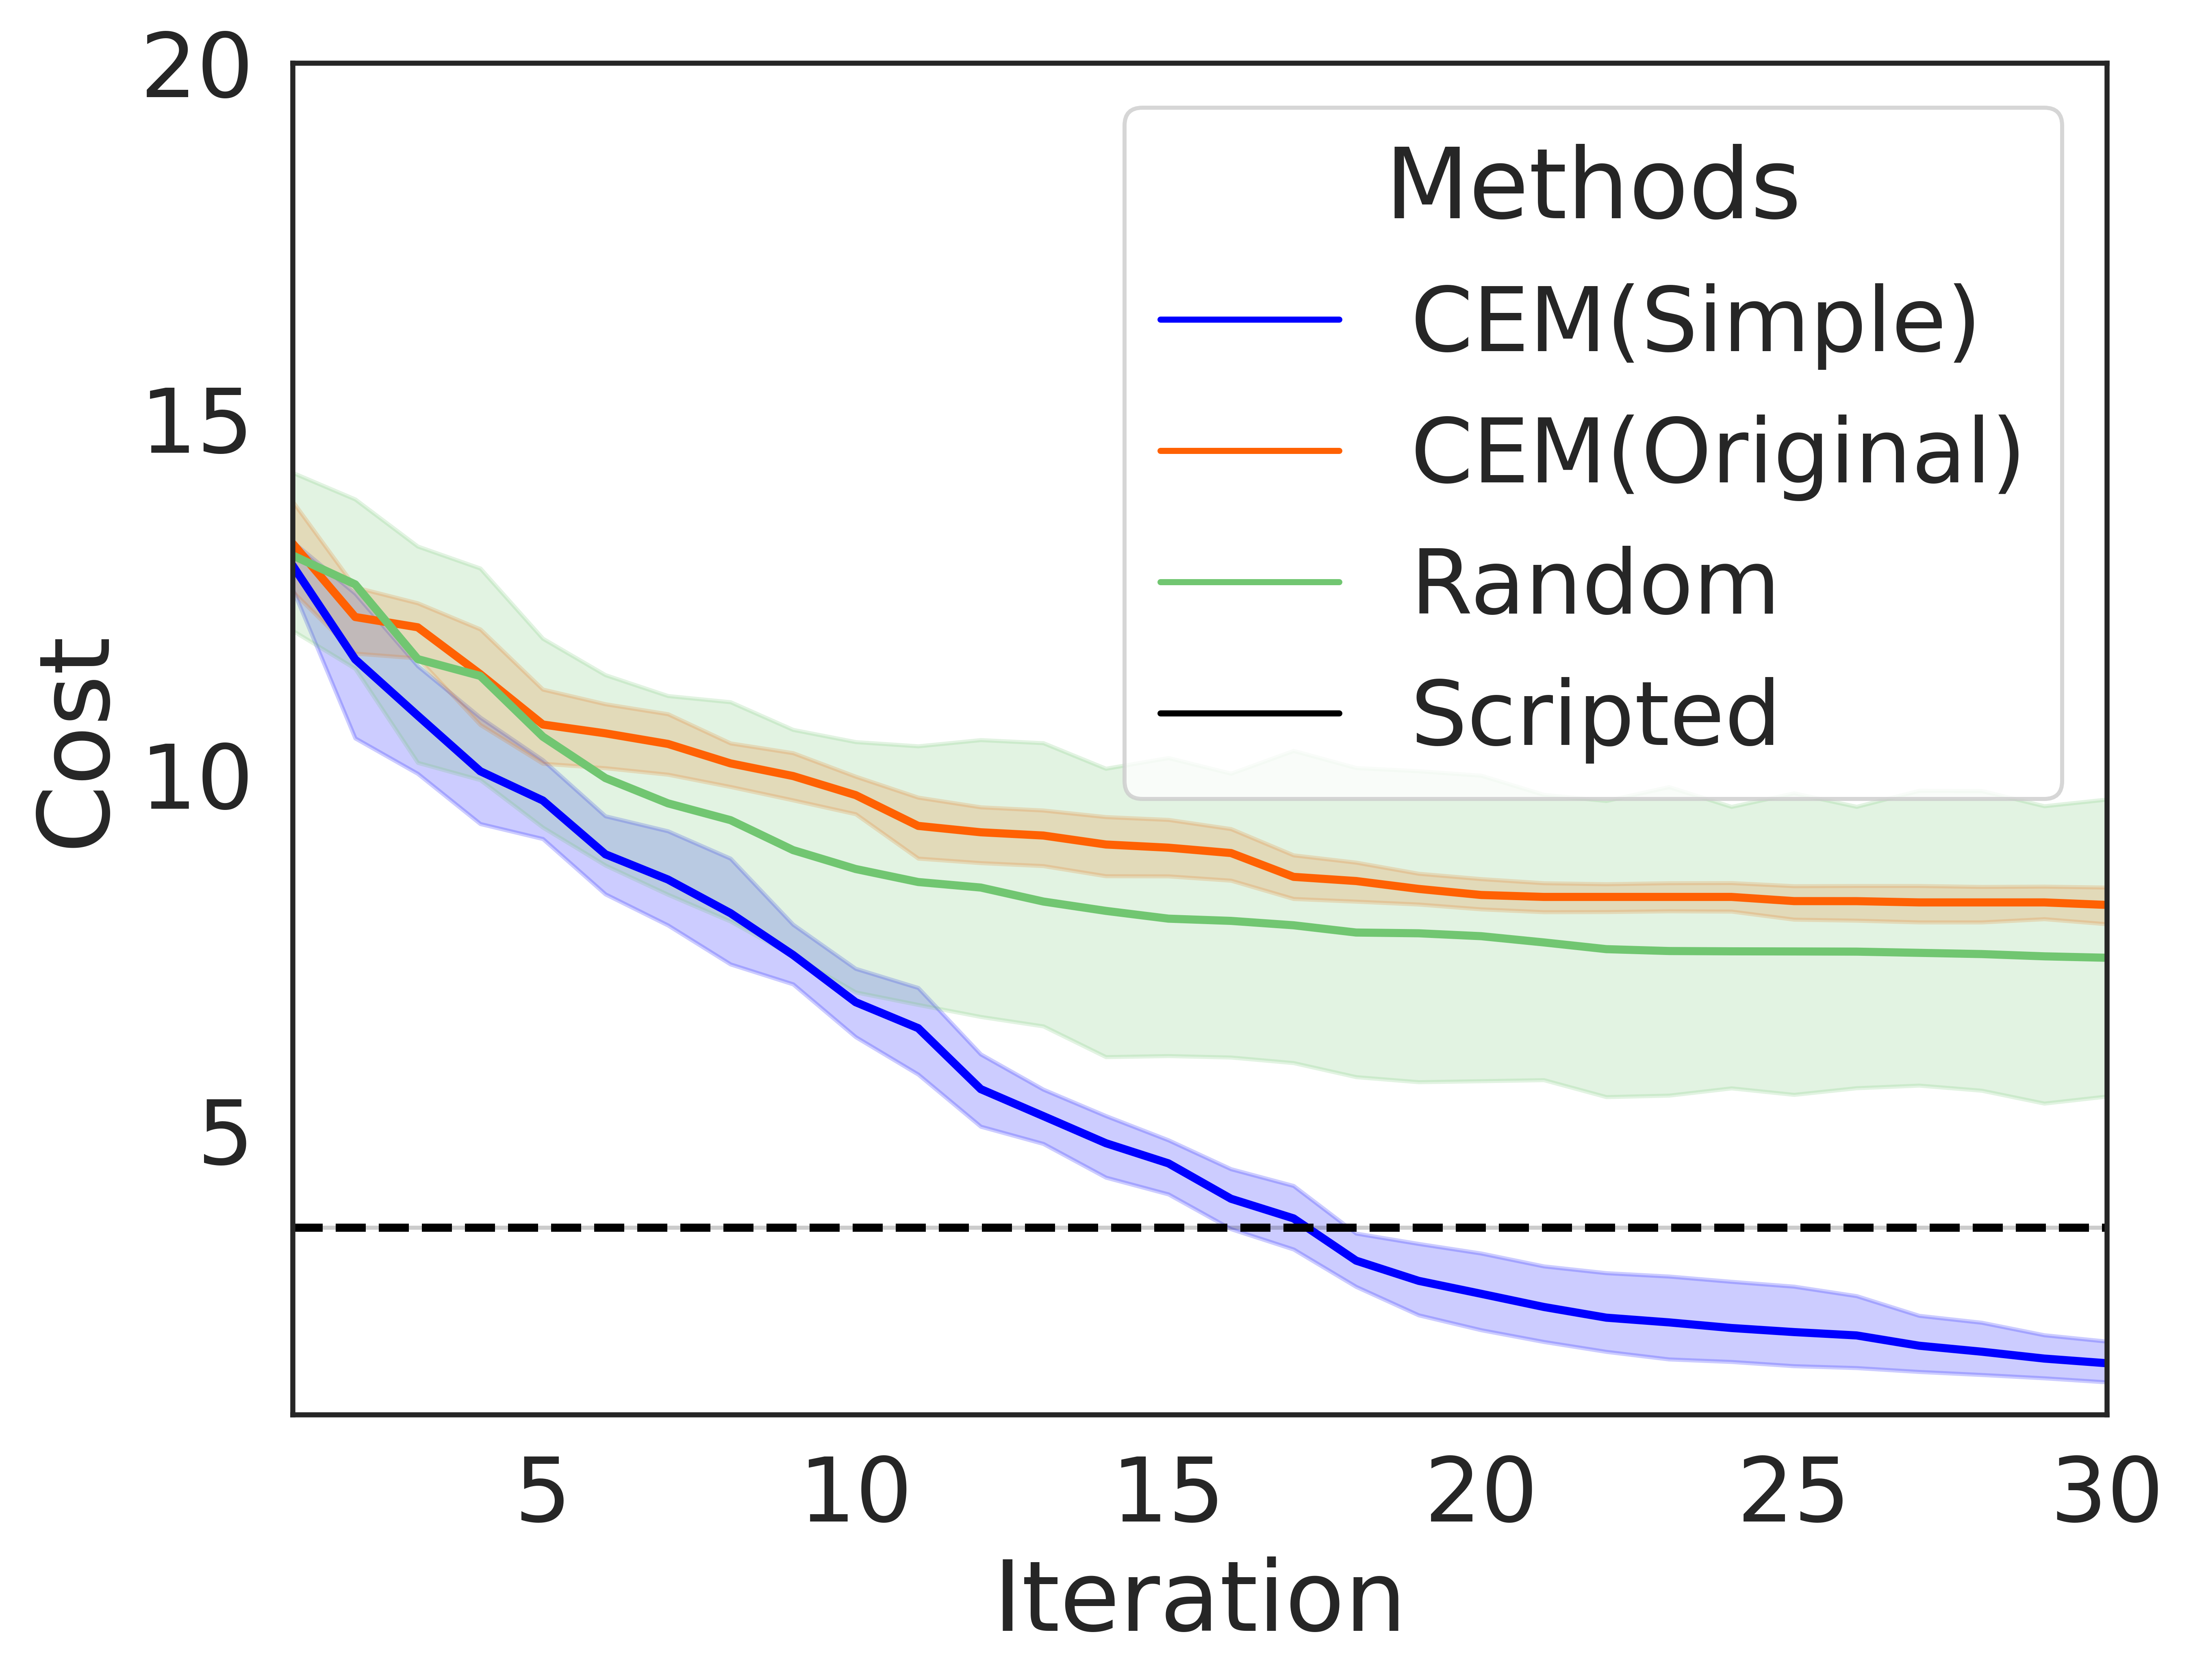 20
15
10
5
Cost
Methods
CEM(Simple)
CEM(Original)
Random
Scripted
5 10 15 20 25 30
Iteration